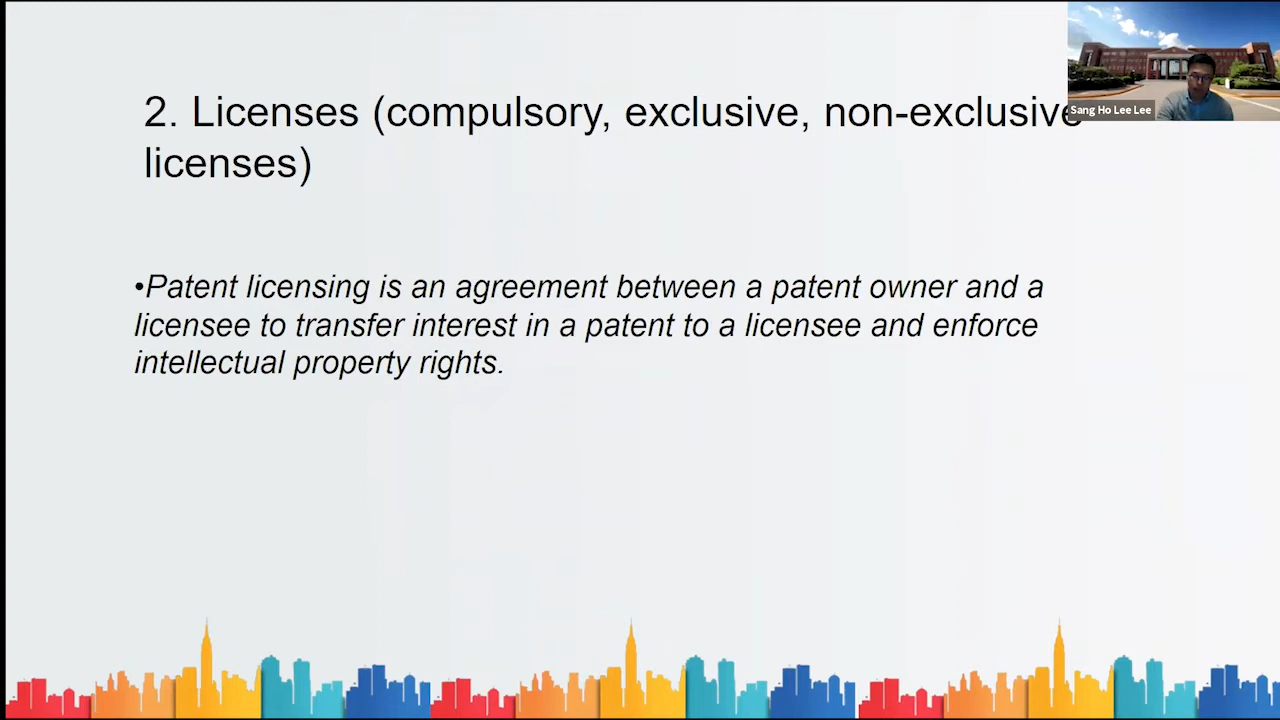 2. Licenses (compulsory, exclusive, non-exclusive
licenses)
•Patent licensing is an agreement between a patent owner and a
licensee to transfer interest in a patent to a licensee and enforce
intellectual property rights.
Sang Ho Lee Lee